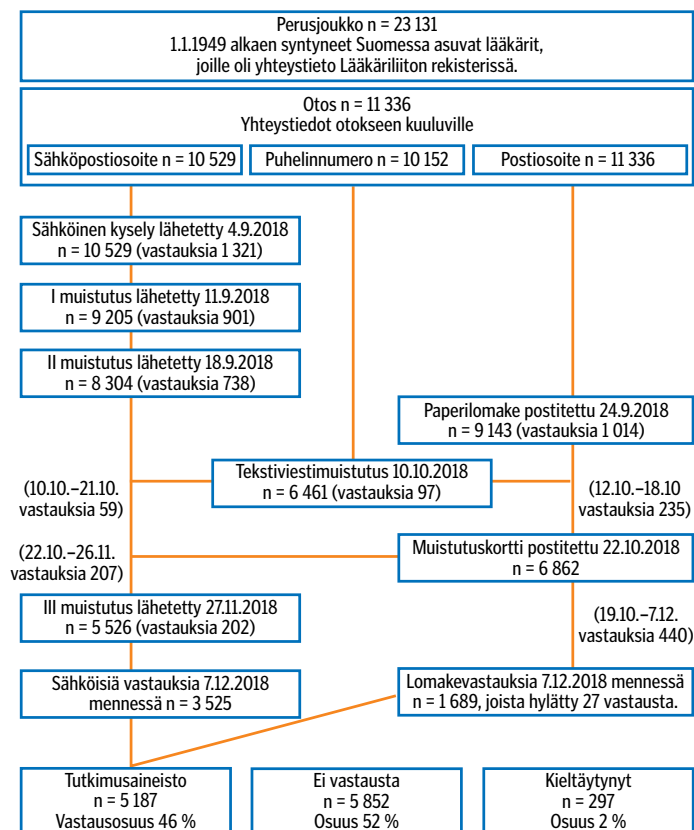 Perusjoukko n = 23 131
1.1.1949 alkaen syntyneet Suomessa asuvat lääkärit,
joille oli yhteystieto Lääkäriliiton rekisterissä.
Otos n = 11 336
Yhteystiedot otokseen kuuluville
Sähköpostiosoite n = 10 529
Puhelinnumero n = 10 152
Postiosoite n = 11 336
Sähköinen kysely lähetetty 4.9.2018
n = 10 529 (vastauksia 1 321)
I muistutus lähetetty 11.9.2018
n = 9 205 (vastauksia 901)
II muistutus lähetetty 18.9.2018
n = 8 304 (vastauksia 738)
Paperilomake postitettu 24.9.2018
n = 9 143 (vastauksia 1 014)
Tekstiviestimuistutus 10.10.2018
n = 6 461 (vastauksia 97)
(10.10.–21.10.
vastauksia 59)
(12.10.–18.10
vastauksia 235)
(22.10.–26.11.
vastauksia 207)
Muistutuskortti postitettu 22.10.2018
n = 6 862
III muistutus lähetetty 27.11.2018
n = 5 526 (vastauksia 202)
(19.10.–7.12.
vastauksia 440)
Sähköisiä vastauksia 7.12.2018
mennessä n = 3 525
Lomakevastauksia 7.12.2018 mennessä
n = 1 689, joista hylätty 27 vastausta.
Tutkimusaineisto
n = 5 187
Vastausosuus 46 %
Ei vastausta
n = 5 852
Osuus 52 %
Kieltäytynyt
n = 297
Osuus 2 %